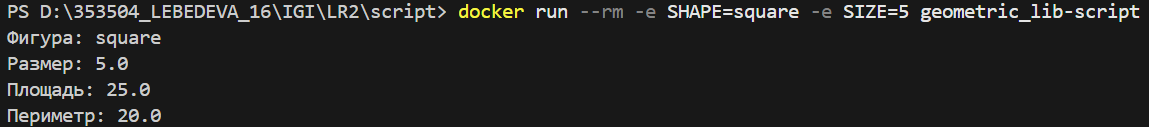 PS D:\353504_LEBEDEVA_16\IGI\LR2\script> docker run --rm -e SHAPE=square -e SIZE=5 geometric_lib-script
Фигура: square
Размер: 5.0
Площадь: 25.0
Периметр: 20.0